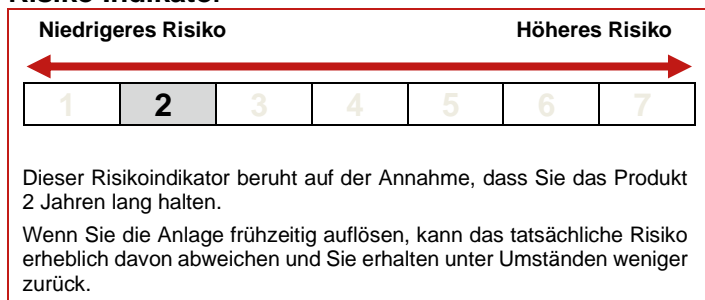 Niedrigeres Risiko Höheres Risiko
1 2 3 4 5 6 7
Dieser Risikoindikator beruht auf der Annahme, dass Sie das Produkt
2 Jahren lang halten.
Wenn Sie die Anlage frühzeitig auflösen, kann das tatsächliche Risiko
erheblich davon abweichen und Sie erhalten unter Umständen weniger
zurück.